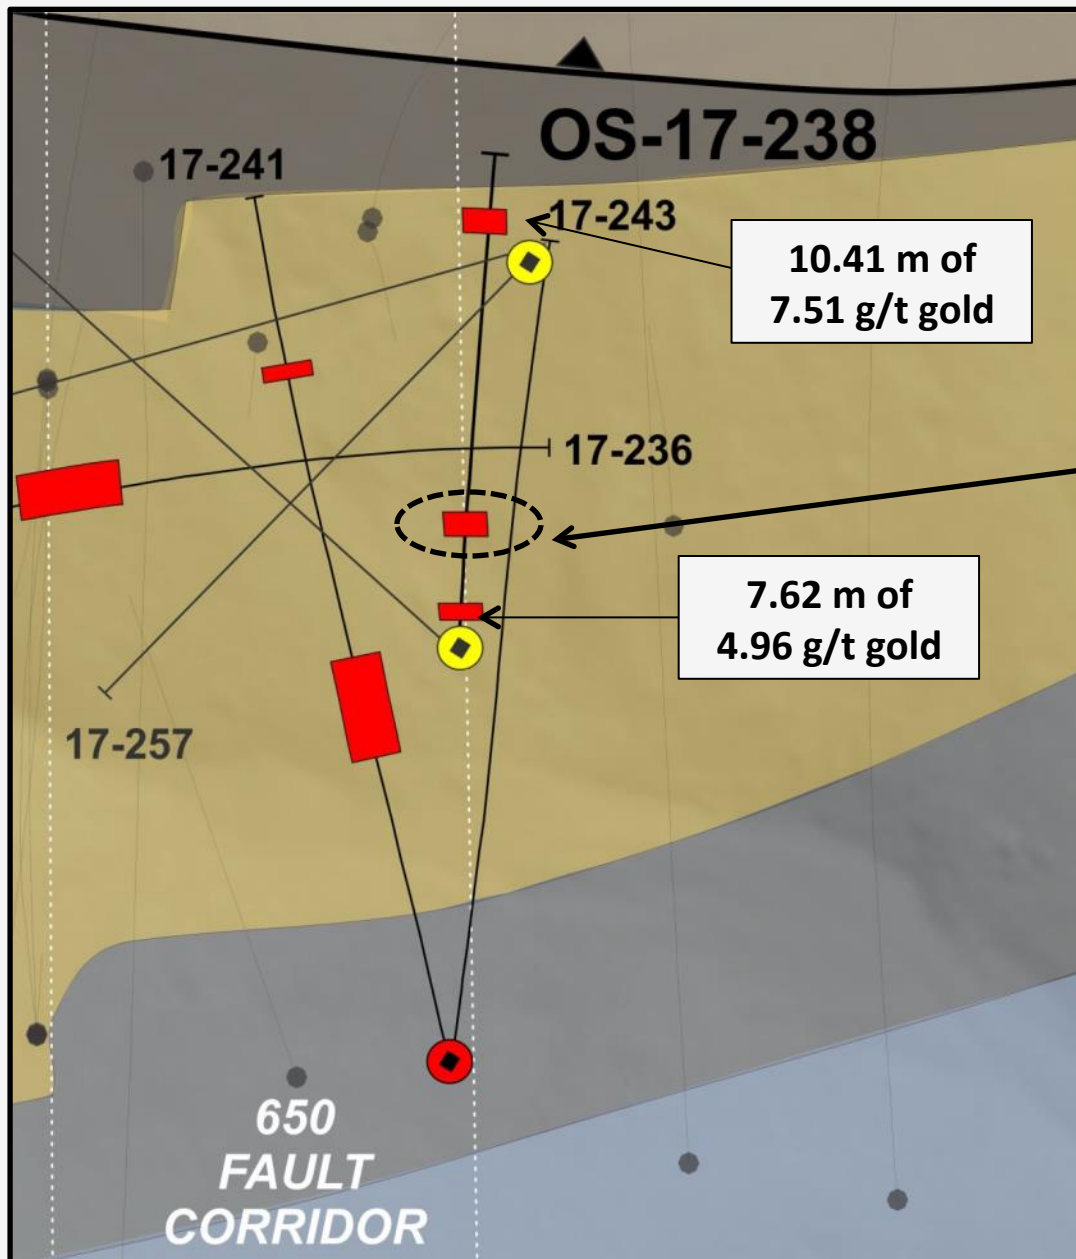 OS-17-238
17-241
17-243
10.41 m of
7.51 g/t gold
17-236
7.62 m of
4.96 g/t gold
17-257
650
FAULT
CORRIDOR